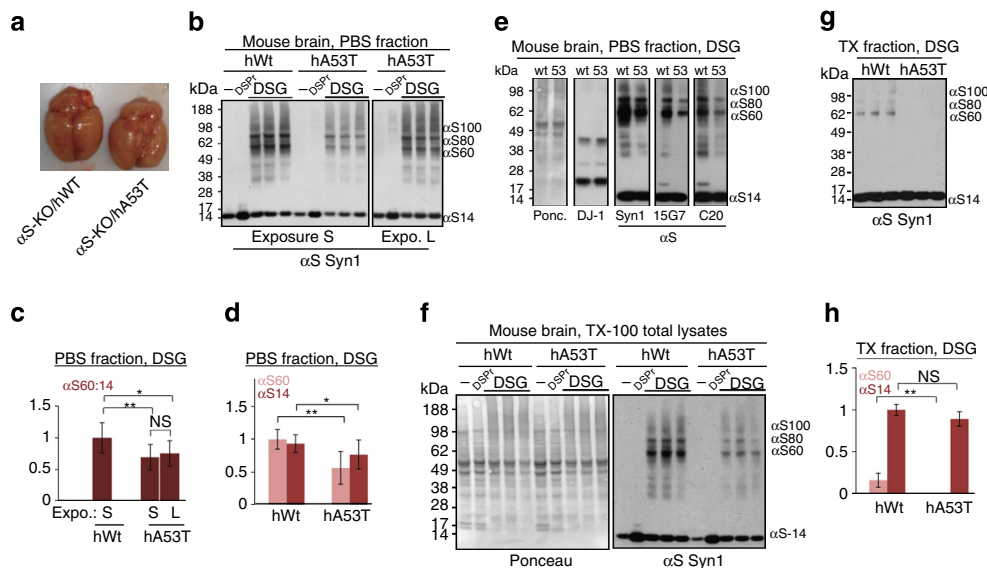 a
αS-KO/hWT
αS-KO/hA53T
b
Mouse brain, PBS fraction
hWt hA53T hA53T
kDa – DSPr DSG – DSPr DSG – DSPr DSG
188
98
62
49
38
28
17
14
αS100
αS80
αS60
αS14
Exposure S Expo. L
αS Syn1
c
PBS fraction, DSG
αS60:14
*
**
NS
1.5
1
0.5
0
Expo.: S S L
hWt hA53T
d
PBS fraction, DSG
αS60
αS14
*
**
1.5
1
0.5
0
hWt hA53T
e
Mouse brain, PBS fraction, DSG
kDa wt 53 wt 53 wt 53 wt 53 wt 53
98
62
49
38
28
17
14
αS100
αS80
αS60
αS14
Ponc. DJ-1 Syn1 15G7 C20
αS
f
Mouse brain, TX-100 total lysates
hWt hA53T hWt hA53T
kDa – DSPr DSG – DSPr DSG – DSPr DSG – DSPr DSG
188
98
62
49
38
28
17
14
αS100
αS80
αS60
αS-14
Ponceau αS Syn1
g
TX fraction, DSG
kDa hWt hA53T
98
62
49
38
28
17
14
αS100
αS80
αS60
αS14
αS Syn1
h
TX fraction, DSG
αS60
αS14
NS
**
1.5
1
0.5
0
hWt hA53T